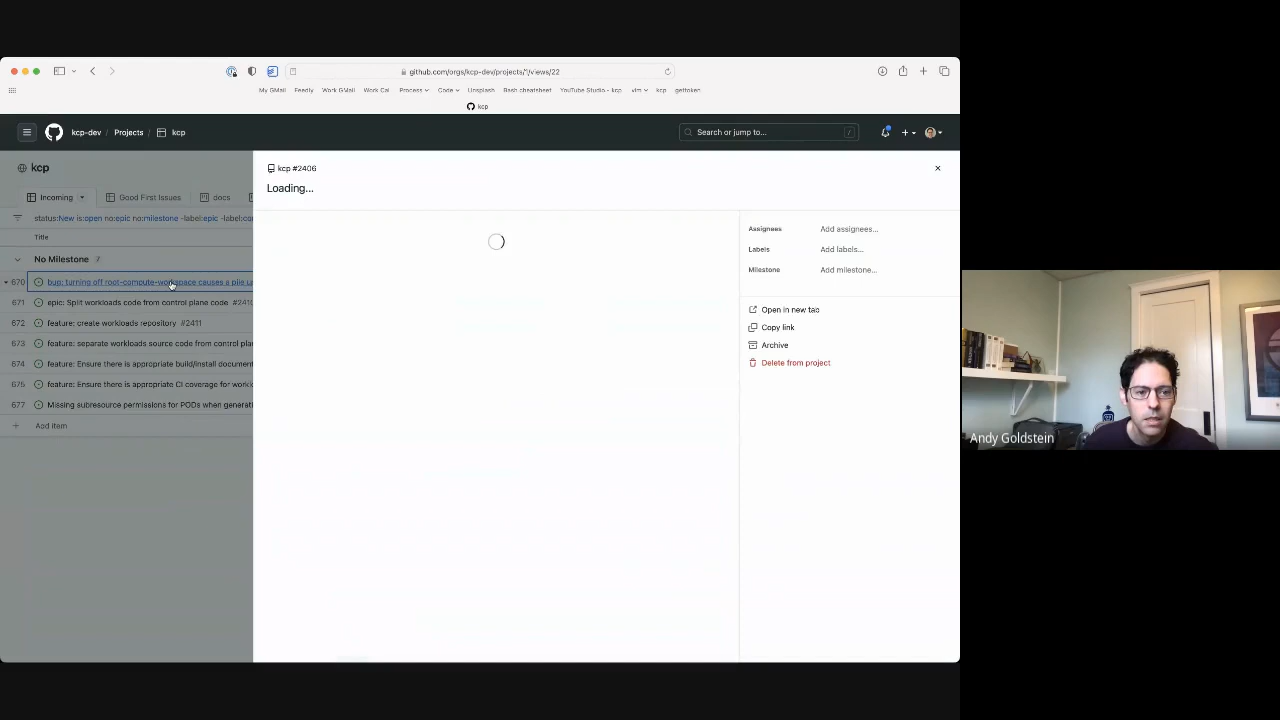 github.com/orgs/kcp-dev/projects/1/views/22
My GMail Feedly Work GMail Work Cal Process Code Unsplash Bash cheatsheet YouTube Studio - kcp vim kcp gettoken
kcp
kcp-dev / Projects / kcp
Search or jump to... /
kcp
kcp #2406
Loading...
Incoming Good First Issues docs
status:New is:open no:epic no:milestone -label:epic
Title
No Milestone 7
670 bug: turning off root-compute-workspace causes a pile
671 epic: Split workloads code from control plane code
672 feature: create workloads repository #2411
673 feature: separate workloads source code from control
674 feature: Ensure there is appropriate build/install
675 feature: Ensure there is appropriate CI coverage for
677 Missing subresource permissions for PODs when
Add item
Assignees Add assignees...
Labels Add labels...
Milestone Add milestone...
Open in new tab
Copy link
Archive
Delete from project
Andy Goldstein